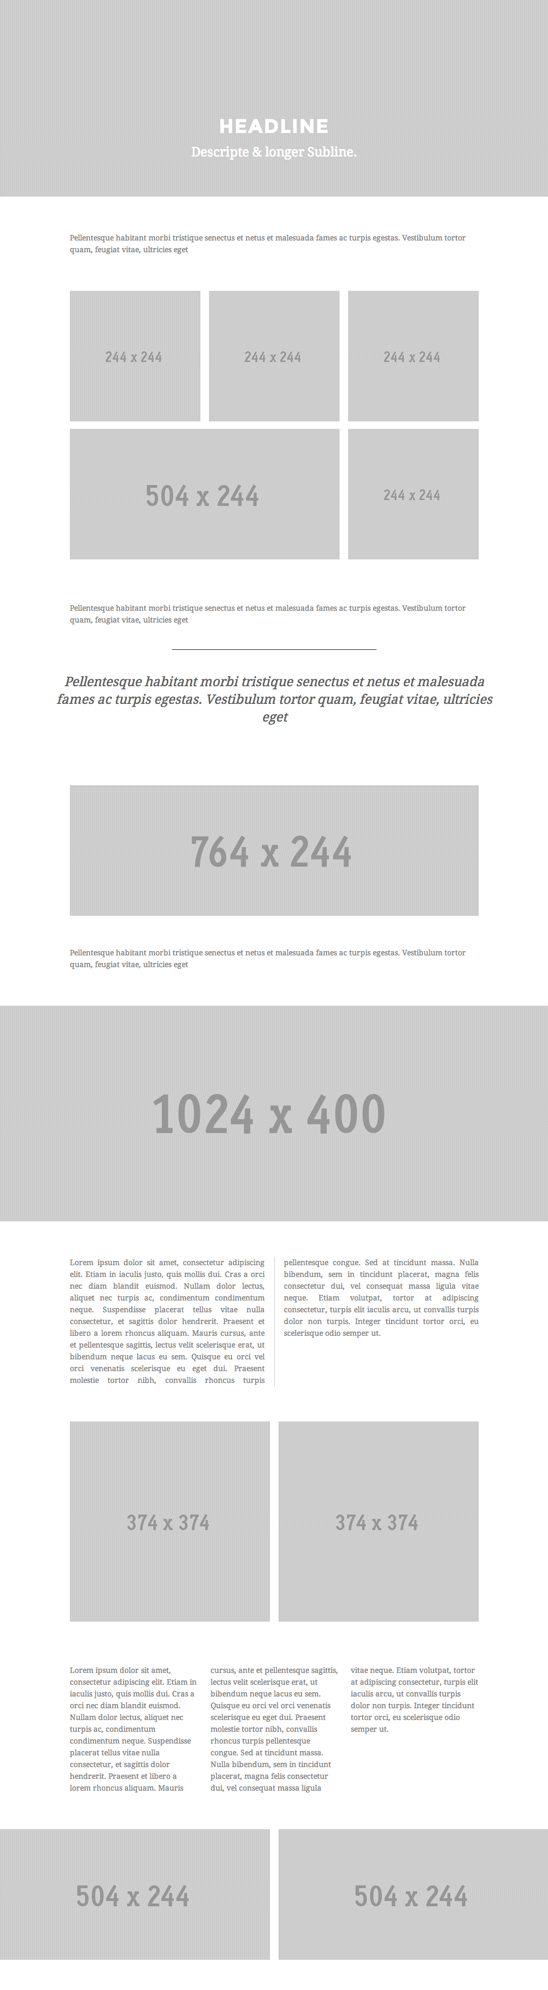 HEADLINE
Descripte & longer Subline.
Pellentesque habitant morbi tristique senectus et netus et malesuada fames ac turpis egestas. Vestibulum tortor
quam, feugiat vitae, ultricies eget
244 x 244
244 x 244
244 x 244
504 x 244
244 x 244
Pellentesque habitant morbi tristique senectus et netus et malesuada fames ac turpis egestas. Vestibulum tortor
quam, feugiat vitae, ultricies eget
Pellentesque habitant morbi tristique senectus et netus et malesuada
fames ac turpis egestas. Vestibulum tortor quam, feugiat vitae, ultricies
eget
764 x 244
Pellentesque habitant morbi tristique senectus et netus et malesuada fames ac turpis egestas. Vestibulum tortor
quam, feugiat vitae, ultricies eget
1024 x 400
Lorem ipsum dolor sit amet, consectetur adipiscing
elit. Etiam in iaculis justo, quis mollis dui. Cras a orci
nec diam blandit euismod. Nullam dolor lectus,
aliquet nec turpis ac, condimentum condimentum
neque. Suspendisse placerat tellus vitae nulla
consectetur, et sagittis dolor hendrerit. Praesent et
libero a lorem rhoncus aliquam. Mauris cursus, ante
et pellentesque sagittis, lectus velit scelerisque erat, ut
bibendum neque lacus eu sem. Quisque eu orci vel
orci venenatis scelerisque eu eget dui. Praesent
molestie tortor nibh, convallis rhoncus turpis
pellentesque congue. Sed at tincidunt massa. Nulla
bibendum, sem in tincidunt placerat, magna felis
consectetur dui, vel consequat massa ligula vitae
neque. Etiam volutpat, tortor at adipiscing
consectetur, turpis elit iaculis arcu, ut convallis turpis
dolor non turpis. Integer tincidunt tortor orci, eu
scelerisque odio semper ut.
374 x 374
374 x 374
Lorem ipsum dolor sit amet,
consectetur adipiscing elit. Etiam in
iaculis justo, quis mollis dui. Cras a
orci nec diam blandit euismod.
Nullam dolor lectus, aliquet nec
turpis ac, condimentum
condimentum neque. Suspendisse
placerat tellus vitae nulla
consectetur, et sagittis dolor
hendrerit. Praesent et libero a
lorem rhoncus aliquam. Mauris
cursus, ante et pellentesque sagittis,
lectus velit scelerisque erat, ut
bibendum neque lacus eu sem.
Quisque eu orci vel orci venenatis
scelerisque eu eget dui. Praesent
molestie tortor nibh, convallis
rhoncus turpis pellentesque
congue. Sed at tincidunt massa.
Nulla bibendum, sem in tincidunt
placerat, magna felis consectetur
dui, vel consequat massa ligula
vitae neque. Etiam volutpat, tortor
at adipiscing consectetur, turpis elit
iaculis arcu, ut convallis turpis
dolor non turpis. Integer tincidunt
tortor orci, eu scelerisque odio
semper ut.
504 x 244
504 x 244